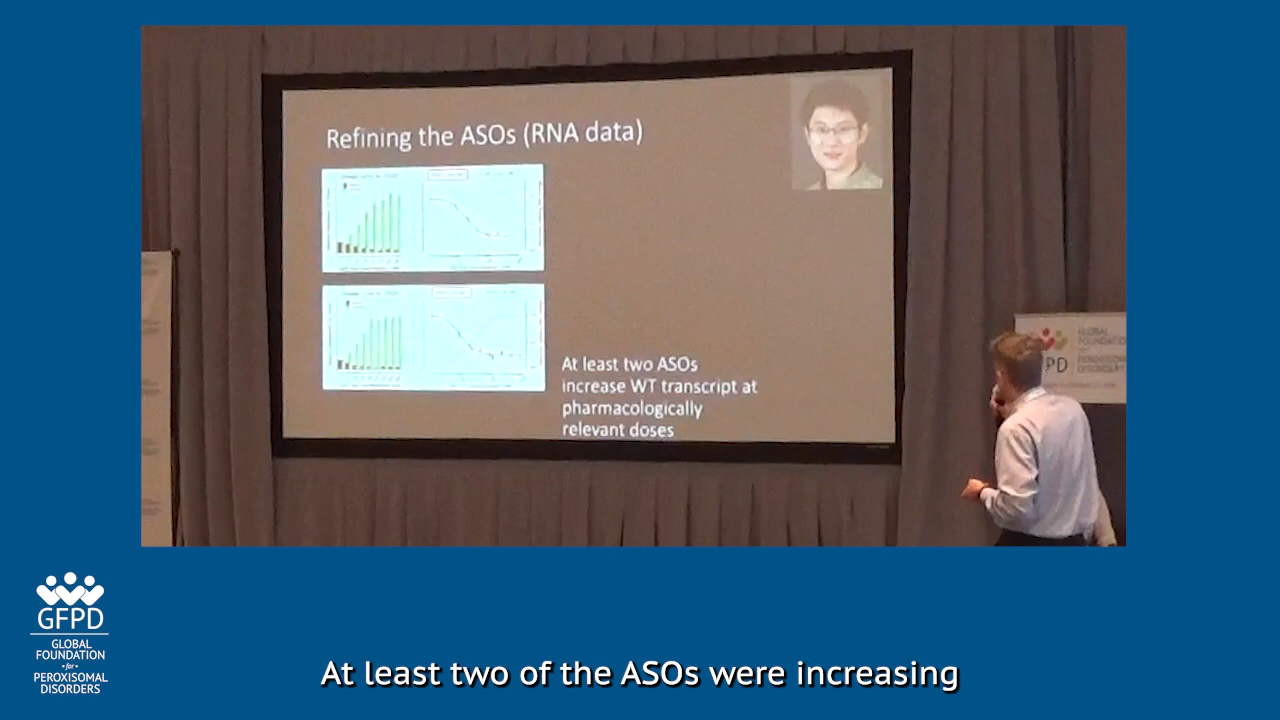 Refining the ASOs (RNA data)
At least two ASOs
increase WT transcript at
pharmacologically
relevant doses
GLOBAL
FOUNDATION
PD
PEROXISOMAL
DISORDERS
GFPD
GLOBAL
FOUNDATION
for
PEROXISOMAL
DISORDERS
At least two of the ASOs were increasing